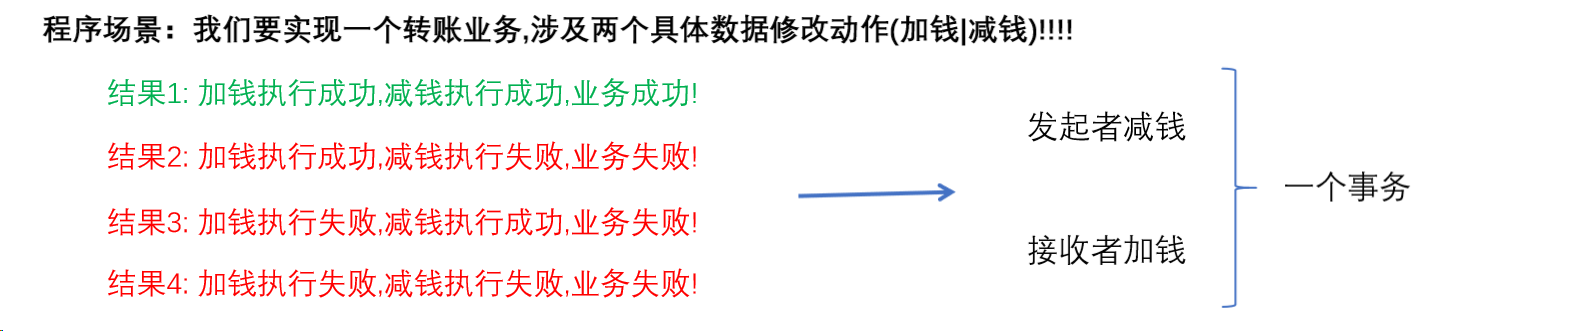 程序场景：我们要实现一个转账业务,涉及两个具体数据修改动作(加钱|减钱)!!!!
结果1: 加钱执行成功,减钱执行成功,业务成功!
结果2: 加钱执行成功,减钱执行失败,业务失败!
结果3: 加钱执行失败,减钱执行成功,业务失败!
结果4: 加钱执行失败,减钱执行失败,业务失败!
发起者减钱
接收者加钱
一个事务